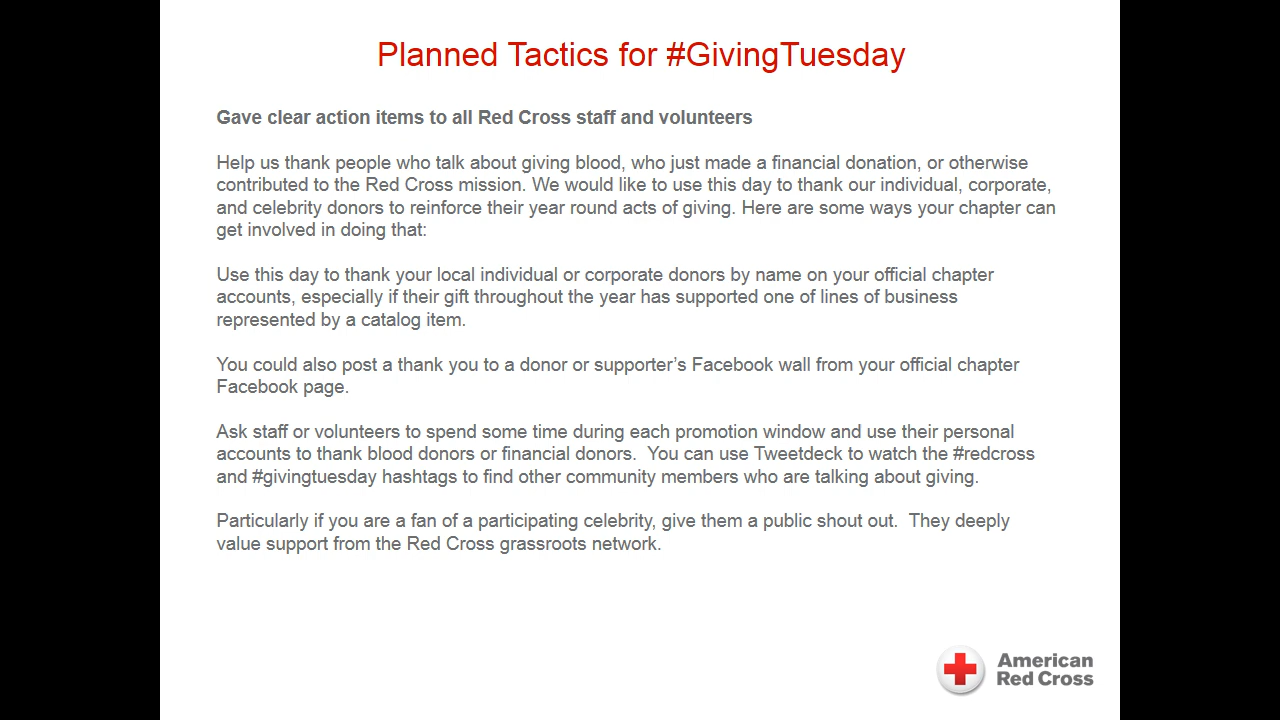 Planned Tactics for #GivingTuesday
Gave clear action items to all Red Cross staff and volunteers
Help us thank people who talk about giving blood, who just made a financial donation, or otherwise
contributed to the Red Cross mission. We would like to use this day to thank our individual, corporate,
and celebrity donors to reinforce their year round acts of giving. Here are some ways your chapter can
get involved in doing that:
Use this day to thank your local individual or corporate donors by name on your official chapter
accounts, especially if their gift throughout the year has supported one of lines of business
represented by a catalog item.
You could also post a thank you to a donor or supporter’s Facebook wall from your official chapter
Facebook page.
Ask staff or volunteers to spend some time during each promotion window and use their personal
accounts to thank blood donors or financial donors.  You can use Tweetdeck to watch the #redcross
and #givingtuesday hashtags to find other community members who are talking about giving.
Particularly if you are a fan of a participating celebrity, give them a public shout out.  They deeply
value support from the Red Cross grassroots network.
American
Red Cross